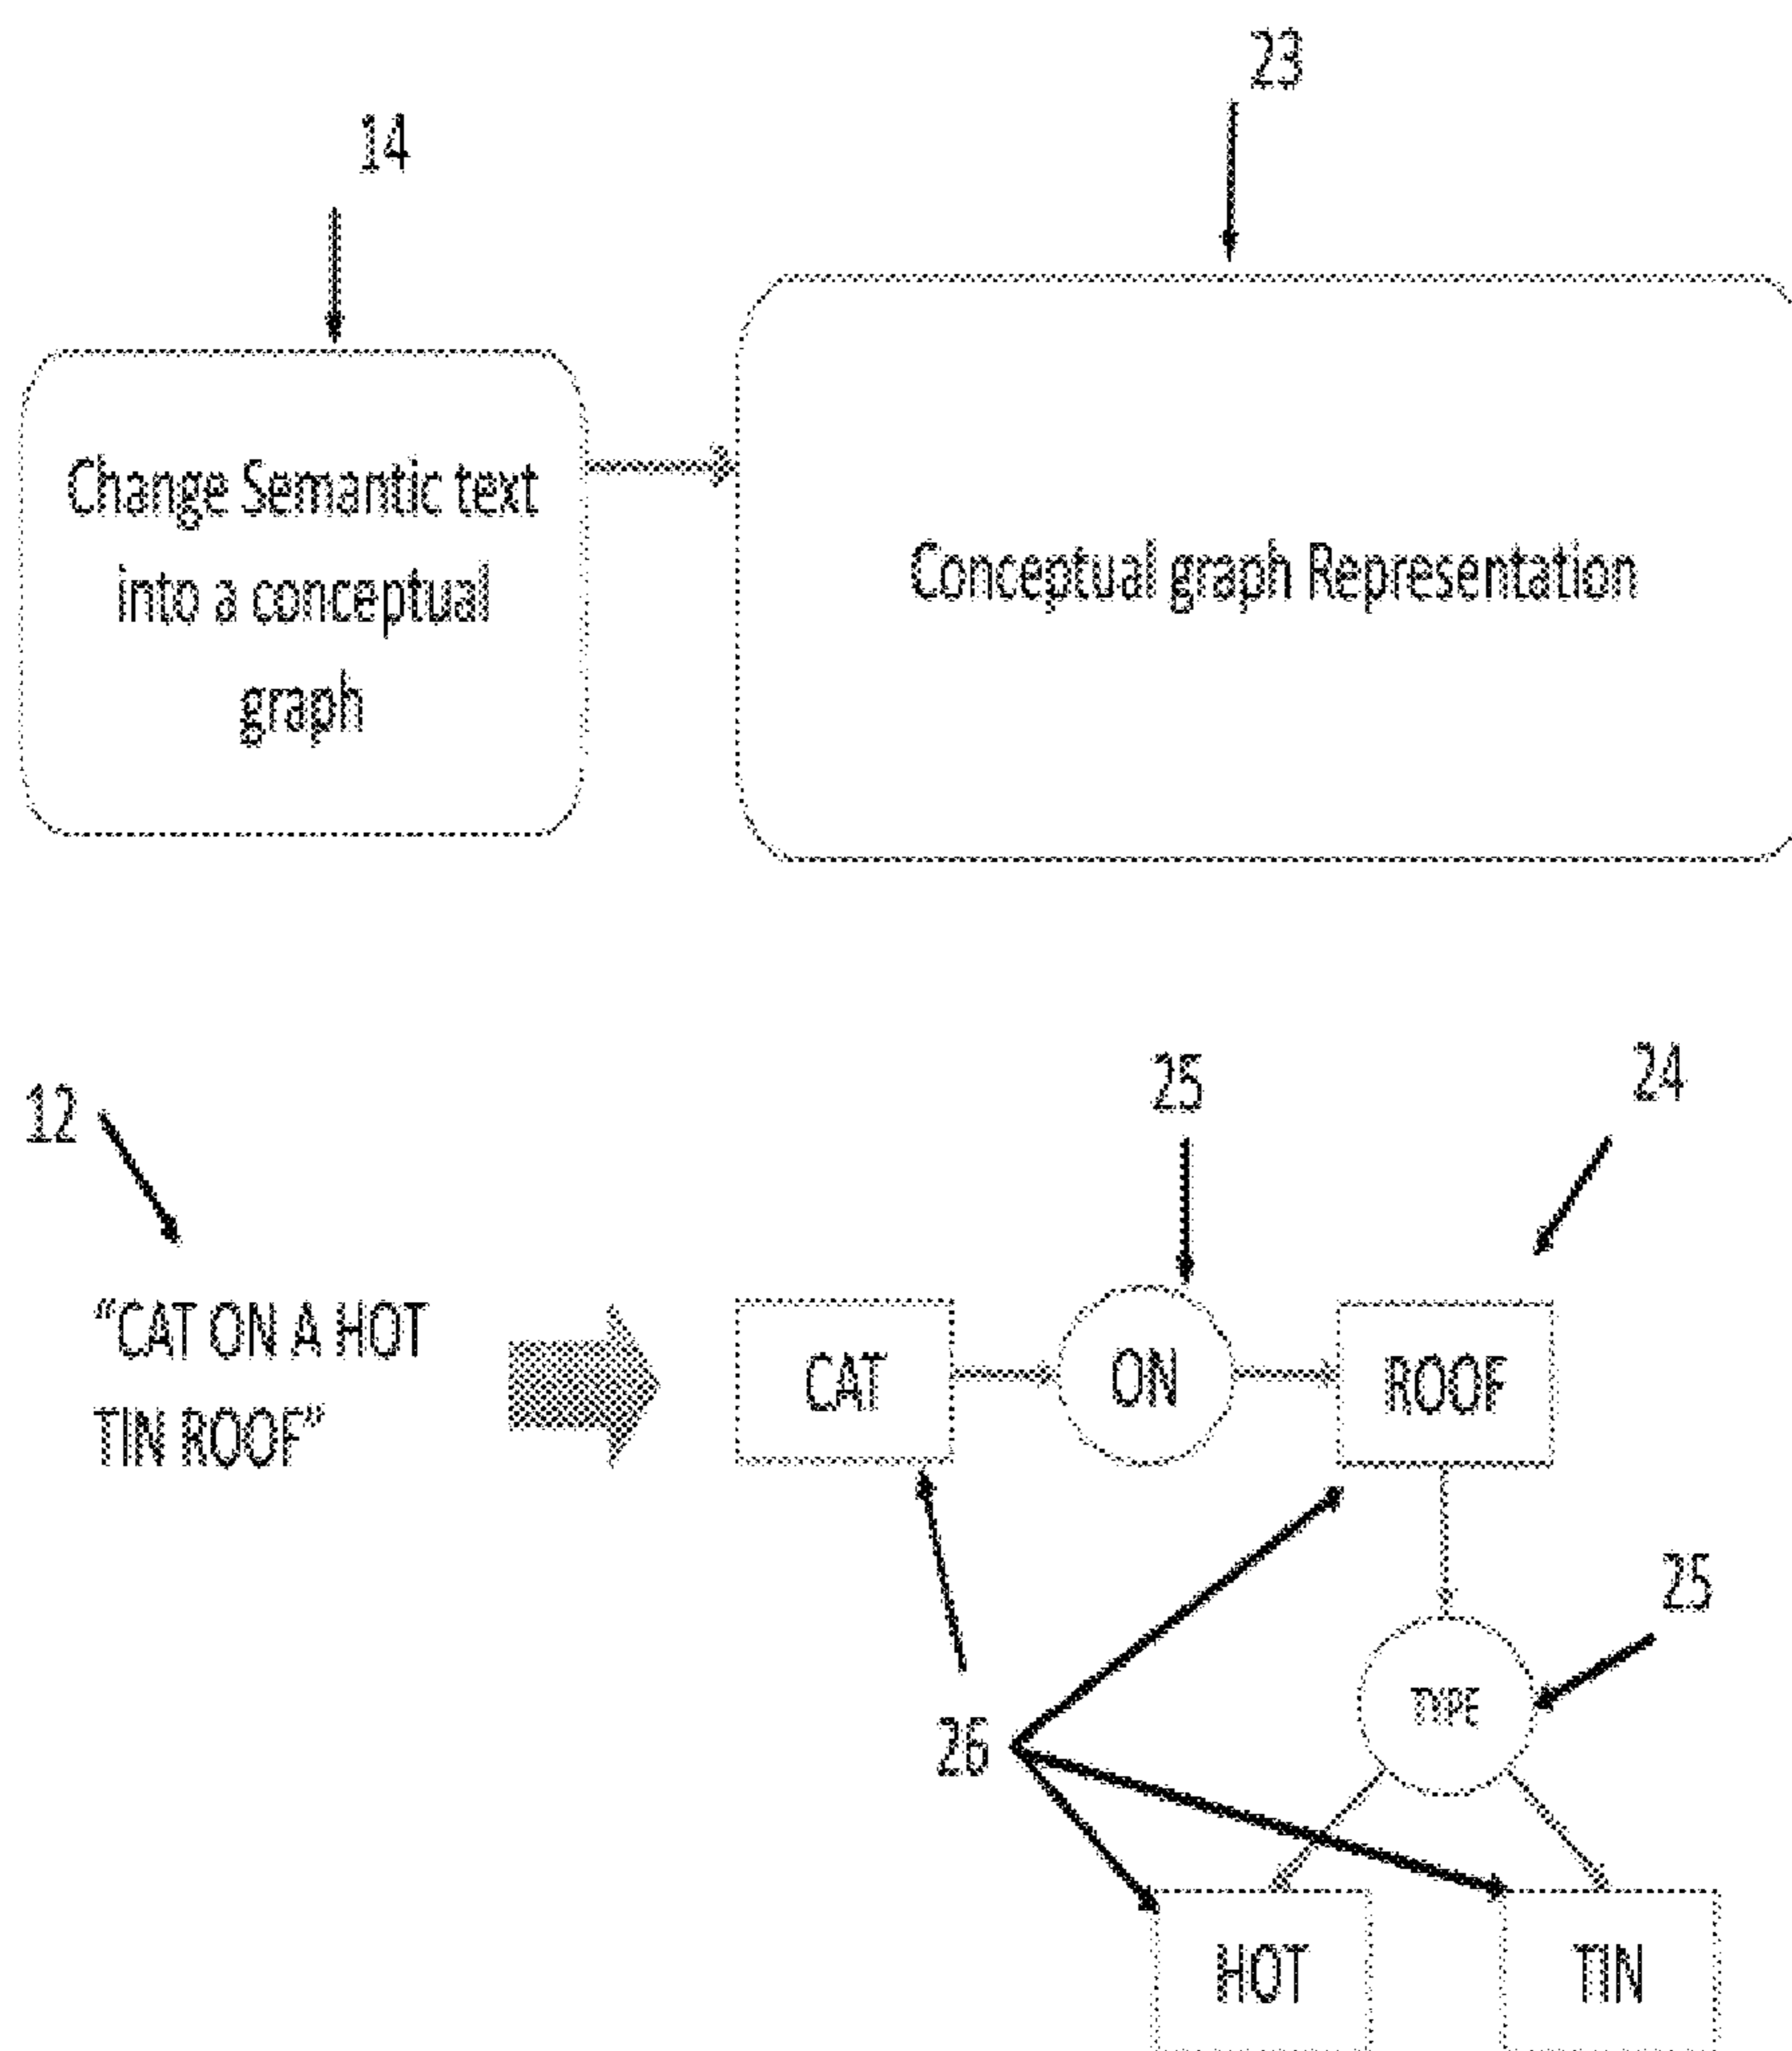 23
14
Change Semantic text
into a conceptual
graph
Conceptual graph Representation
25
24
12
“CAT ON A HOT
TIN ROOF”
CAT
ON
ROOF
25
TYPE
26
HOT
TIN